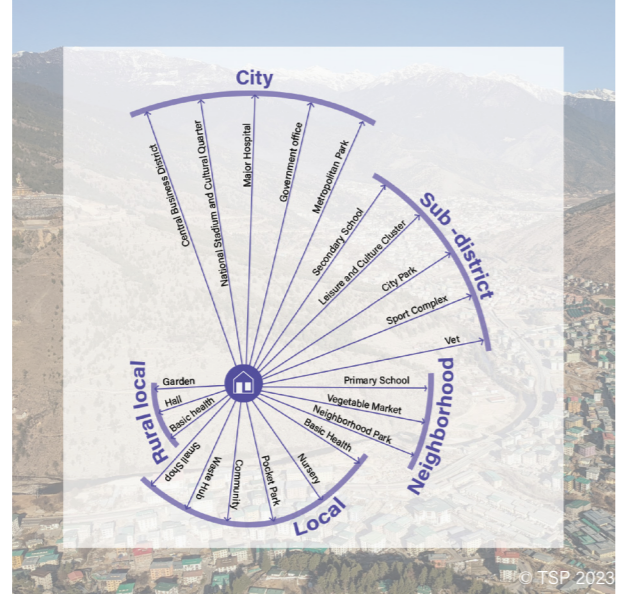 City
Central Business District
National Stadium and Cultural Quarter
Major Hospital
Government office
Metropolitan Park
Sub -district
Secondary School
Leisure and Culture Cluster
City Park
Sport Complex
Vet
Neighborhood
Primary School
Vegetable Market
Neighborhood Park
Basic Health
Local
Nursery
Pocket Park
Community
Waste Hub
Small Shop
Rural local
Garden
Hall
Basic health
© TSP 2023